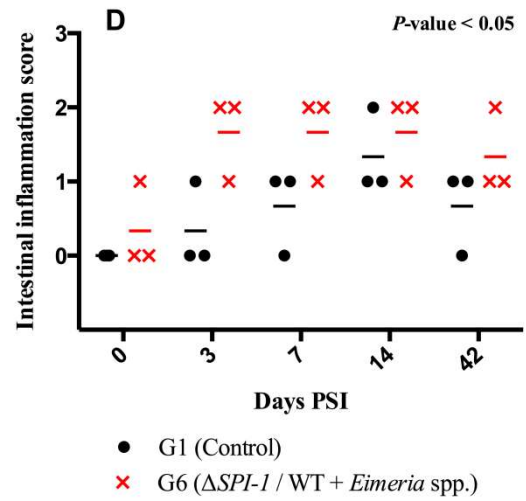 D
P-value < 0.05
Intestinal inflammation score
3
2
1
0
0 3 7 14 42
Days PSI
G1 (Control)
G6 (ΔSPI-1 / WT + Eimeria spp.)